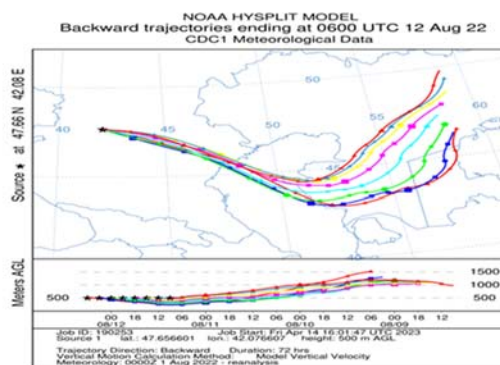 NOAA HYSPLIT MODEL
Backward trajectories ending at 0600 UTC 12 Aug 22
CDC1 Meteorological Data
Source ★ at 47.66 N 42.08 E
40
45
50
55
60
50
45
Meters AGL
500
1500
1000
500
00 18 12 06 00 18 12 06 00 18 12
08/12 08/11 08/10 08/09
Job ID: 190253 Job Start: Fri Apr 14 16:01:47 UTC 2023
Source 1 lat.: 47.656601 lon.: 42.076607 height: 500 m AGL
Trajectory Direction: Backward Duration: 72 hrs
Vertical Motion Calculation Method: Model Vertical Velocity
Meteorology: 0000Z 1 Aug 2022 - reanalysis